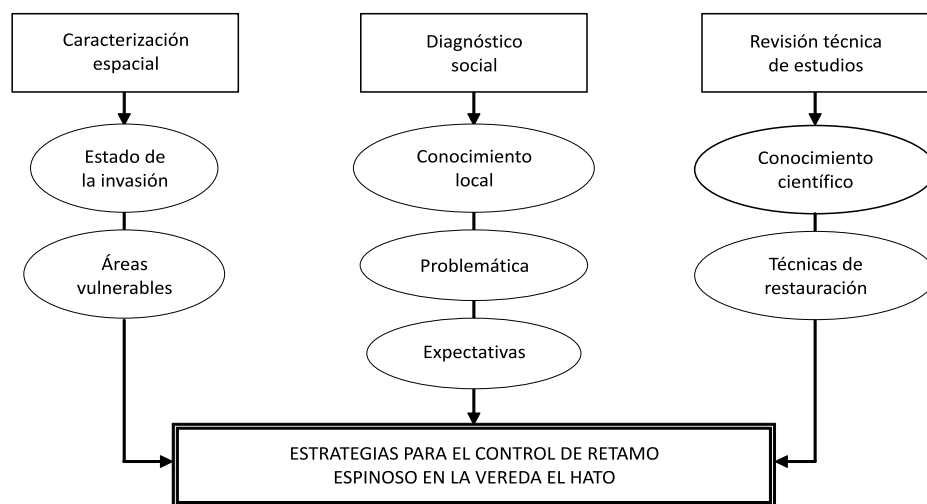 Caracterización
espacial
Estado de
la invasión
Áreas
vulnerables
Diagnóstico
social
Conocimiento
local
Problemática
Expectativas
Revisión técnica
de estudios
Conocimiento
científico
Técnicas de
restauración
ESTRATEGIAS PARA EL CONTROL DE RETAMO
ESPINOSO EN LA VEREDA EL HATO